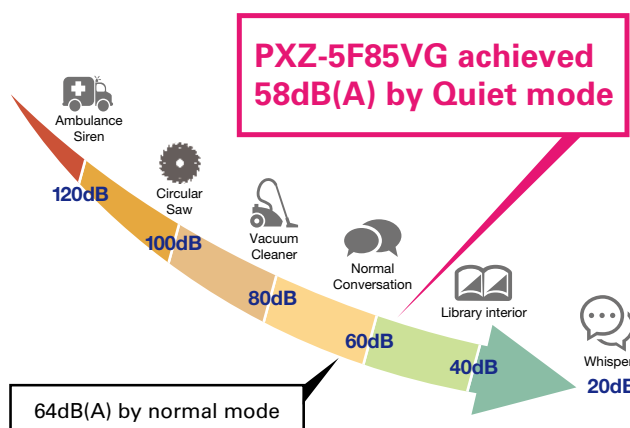 PXZ-5F85VG achieved
58dB(A) by Quiet mode
Ambulance
Siren
120dB
Circular
Saw
100dB
Vacuum
Cleaner
80dB
Normal
Conversation
60dB
Library interior
40dB
Whisper
20dB
64dB(A) by normal mode